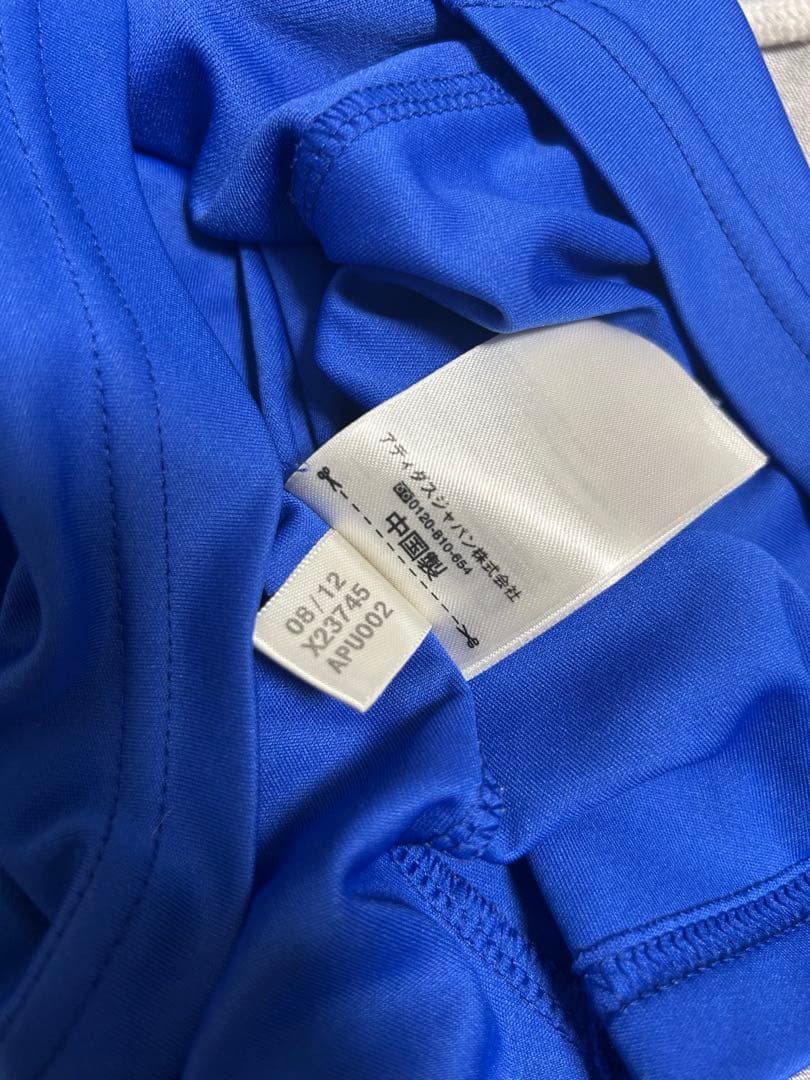 アディダスジャパン株式会社
0120-810-654
中国製
08/12
X23745
APU002